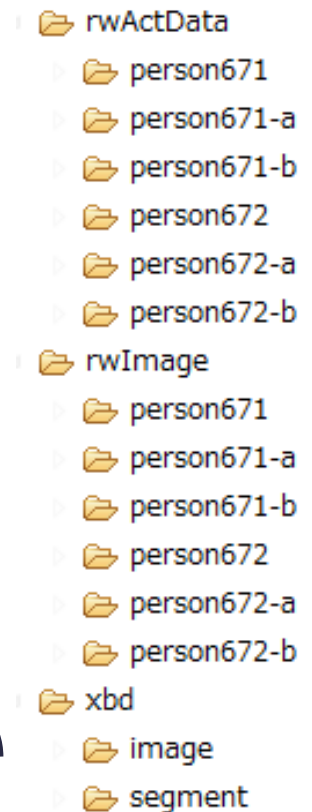 rwActData
person671
person671-a
person671-b
person672
person672-a
person672-b
rwImage
person671
person671-a
person671-b
person672
person672-a
person672-b
xbd
image
segment